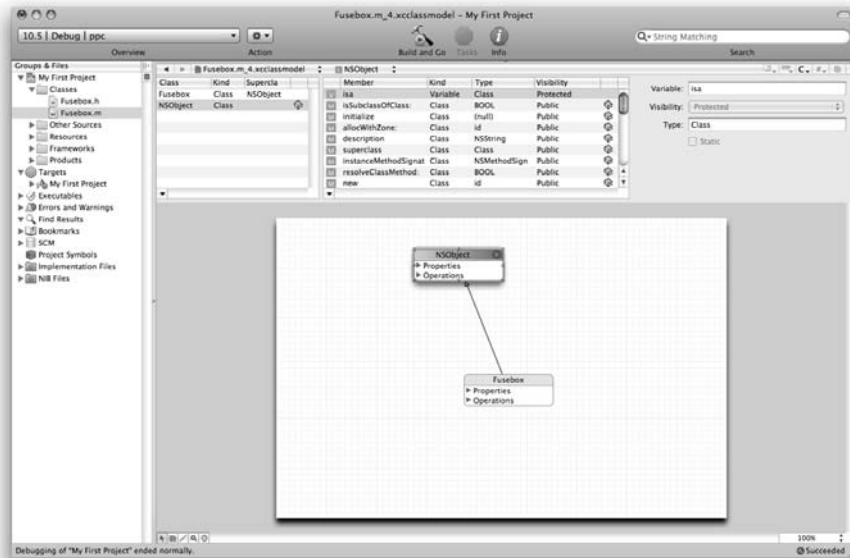 Fusebox.m_4.xcclassmodel – My First Project
10.5 | Debug | ppc
String Matching
Overview
Action
Build and Go
Tasks
Info
Search
Groups & Files
My First Project
Classes
Fusebox.h
Fusebox.m
Other Sources
Resources
Frameworks
Products
Targets
My First Project
Executables
Errors and Warnings
Find Results
Bookmarks
SCM
Project Symbols
Implementation Files
NIB Files
Fusebox.m_4.xcclassmodel
NSObject
Class Kind Supercla
Fusebox Class NSObject
NSObject Class
Member Kind Type Visibility
isa Variable Class Protected
isSubclassOfClass: Class BOOL Public
initialize Class (null) Public
allocWithZone: Class id Public
description Class NSString Public
superclass Class Class Public
instanceMethodSignat Class NSMethodSign Public
resolveClassMethod: Class BOOL Public
new Class id Public
Variable: isa
Visibility: Protected
Type: Class
Static
NSObject
Properties
Operations
Fusebox
Properties
Operations
100%
Debugging of "My First Project" ended normally.
Succeeded